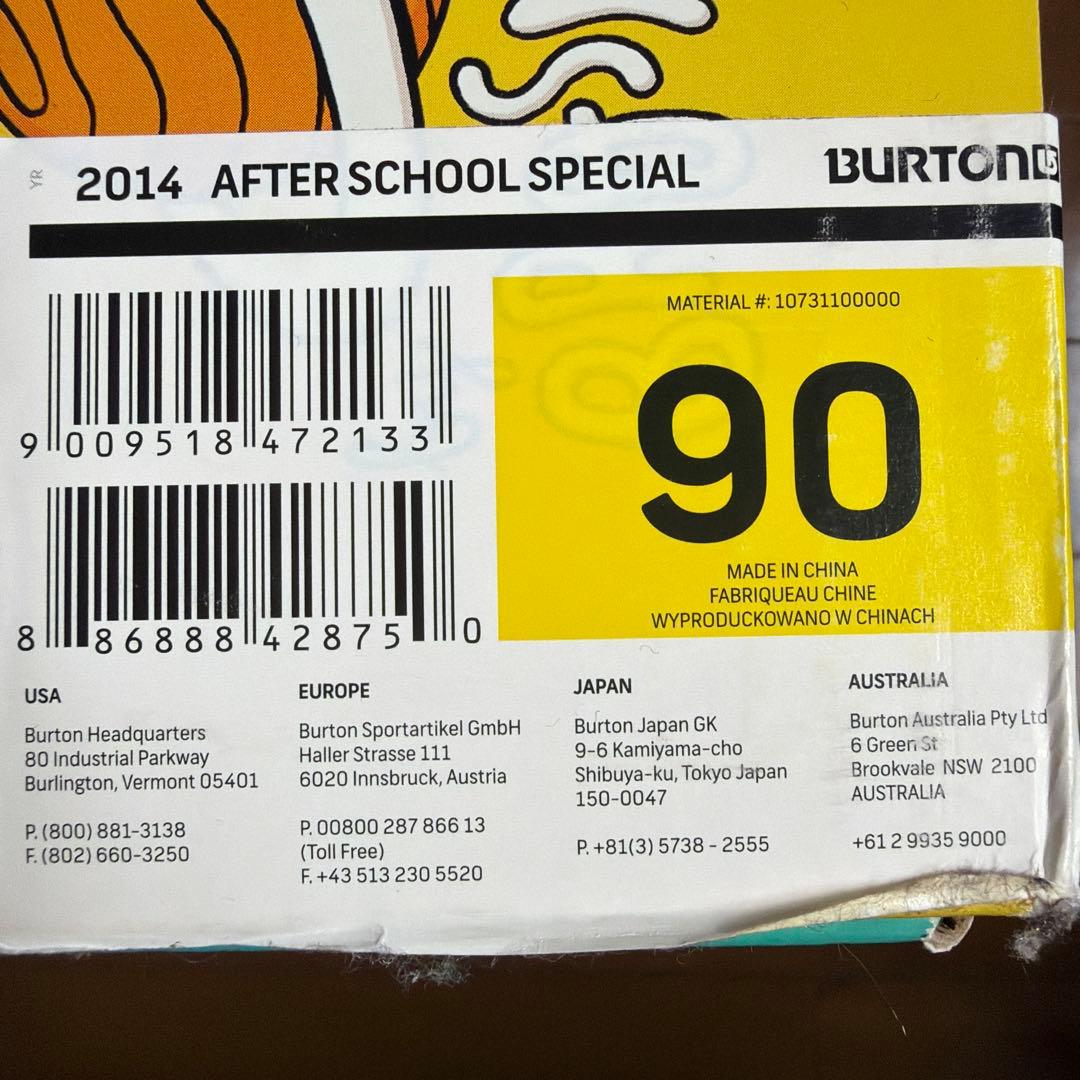 YR 2014 AFTER SCHOOL SPECIAL BURTON
MATERIAL #: 10731100000
90
MADE IN CHINA
FABRIQUEAU CHINE
WYPRODUCKOWANO W CHINACH
9 009518 472133
8 86888 42875 0
USA
Burton Headquarters
80 Industrial Parkway
Burlington, Vermont 05401
P. (800) 881-3138
F. (802) 660-3250
EUROPE
Burton Sportartikel GmbH
Haller Strasse 111
6020 Innsbruck, Austria
P. 00800 287 866 13
(Toll Free)
F. +43 513 230 5520
JAPAN
Burton Japan GK
9-6 Kamiyama-cho
Shibuya-ku, Tokyo Japan
150-0047
P. +81(3) 5738 - 2555
AUSTRALIA
Burton Australia Pty Ltd
6 Green St
Brookvale NSW 2100
AUSTRALIA
+61 2 9935 9000